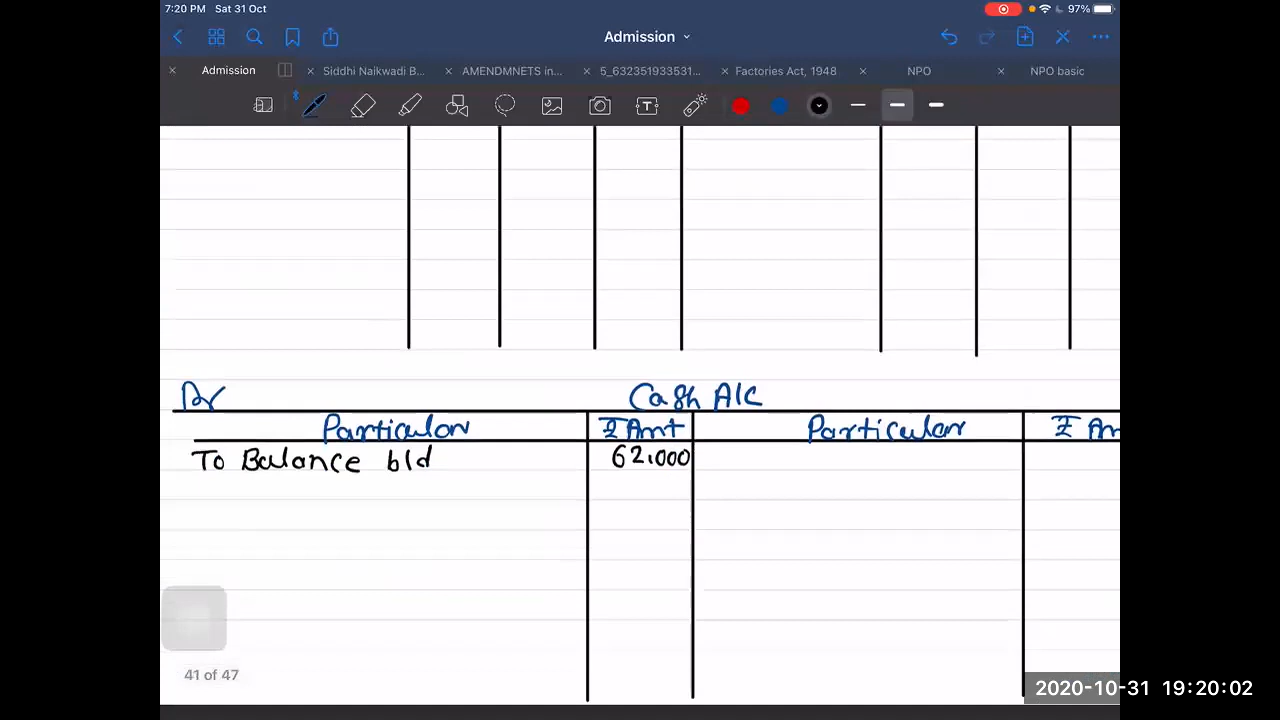 7:20 PM Sat 31 Oct
97%
Admission
Admission
Siddhi Naikwadi B...
AMENDMNETS in...
5_632351933531...
Factories Act, 1948
NPO
NPO basic
Dr Cash A/c
Particular ₹ Amt Particular ₹ Am
To Balance b/d 62,000
41 of 47
2020-10-31 19:20:02